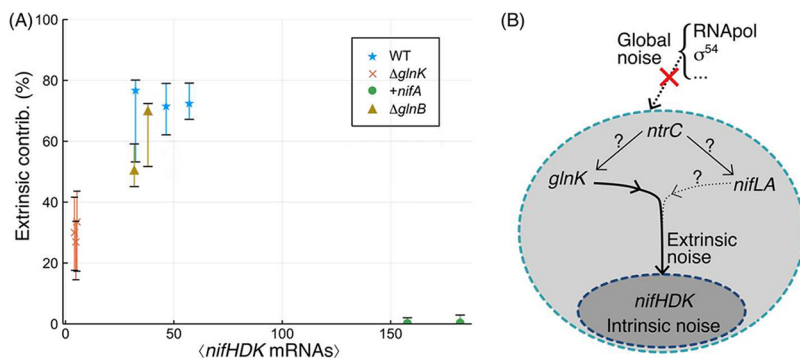 (A)
Extrinsic contrib. (%)
100
80
60
40
20
0
0
50
100
150
⟨nifHDK mRNAs⟩
WT
ΔglnK
+nifA
ΔglnB
(B)
Global
noise
RNApol
σ⁵⁴
...
ntrC
?
?
glnK
?
nifLA
Extrinsic
noise
nifHDK
Intrinsic noise